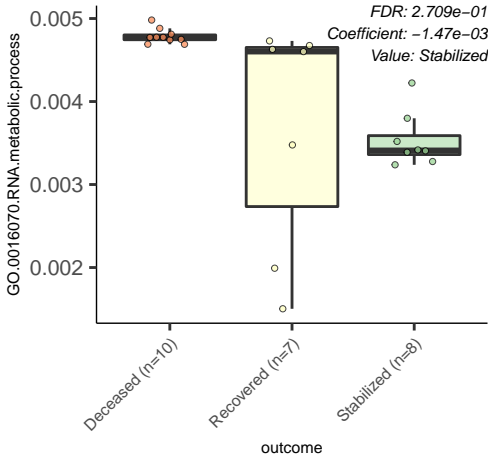 FDR: 2.709e−01
Coefficient: −1.47e−03
Value: Stabilized
GO.0016070.RNA.metabolic.process
0.005
0.004
0.003
0.002
Deceased (n=10)
Recovered (n=7)
Stabilized (n=8)
outcome